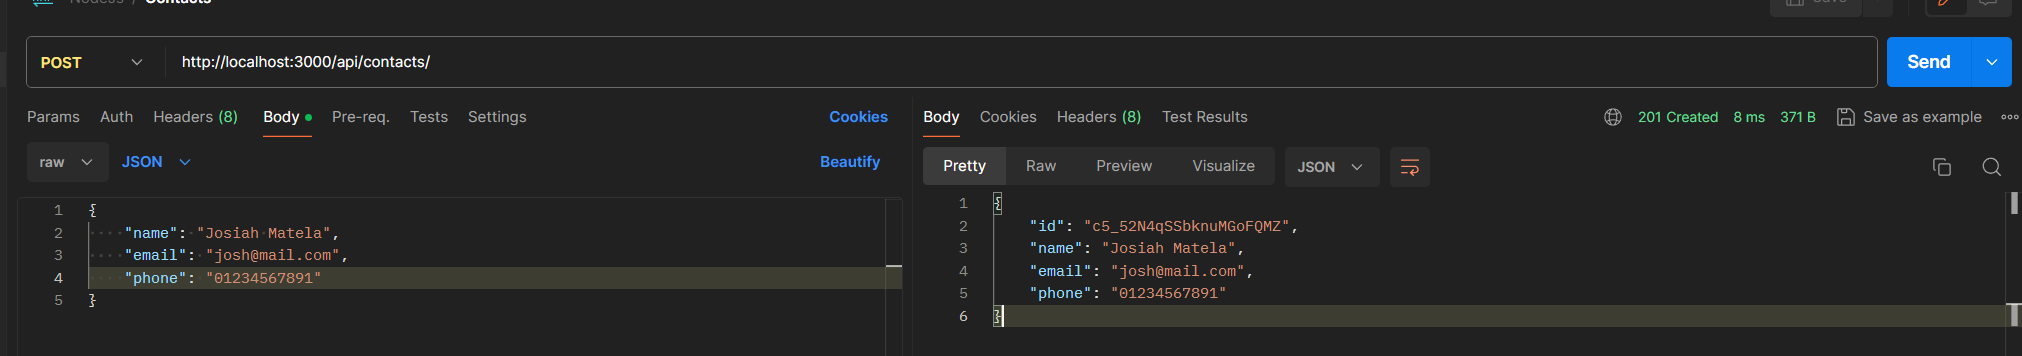 Nodejs / Contacts
Save
POST http://localhost:3000/api/contacts/ Send
Params Auth Headers (8) Body Pre-req. Tests Settings Cookies
raw JSON Beautify
1 {
2 "name": "Josiah Matela",
3 "email": "josh@mail.com",
4 "phone": "01234567891"
5 }
Body Cookies Headers (8) Test Results 201 Created 8 ms 371 B Save as example
Pretty Raw Preview Visualize JSON
1 {
2 "id": "c5_52N4qSSbknuMGoFQMZ",
3 "name": "Josiah Matela",
4 "email": "josh@mail.com",
5 "phone": "01234567891"
6 }